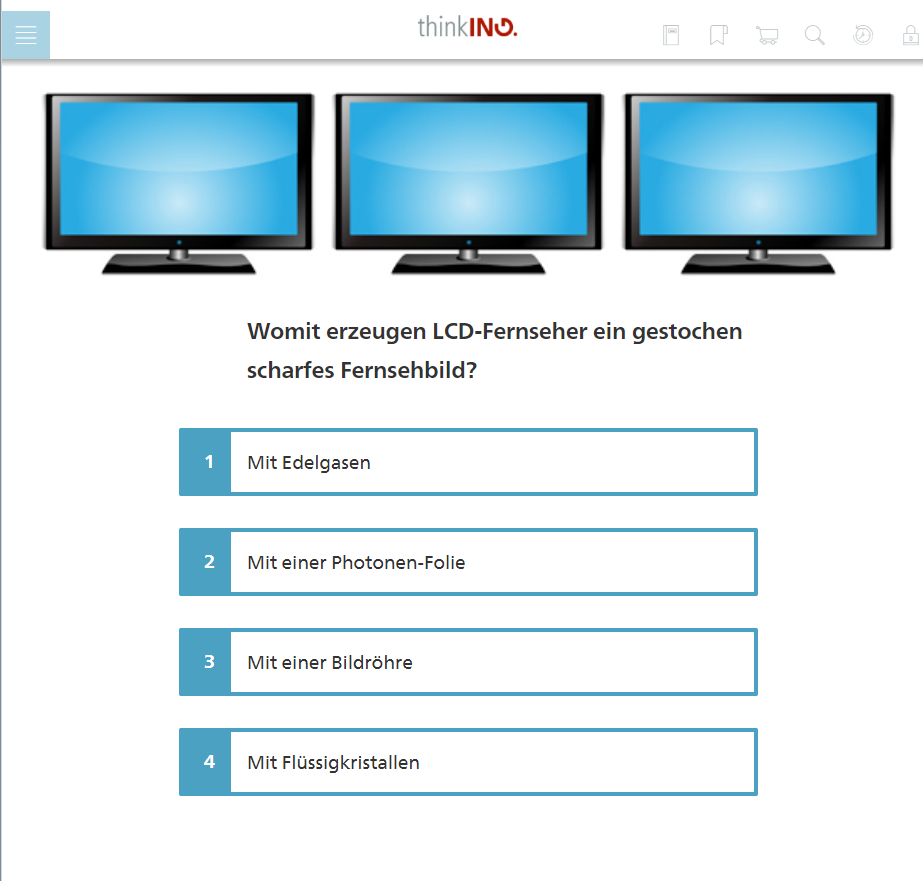 thinkING.
Womit erzeugen LCD-Fernseher ein gestochen
scharfes Fernsehbild?
1 Mit Edelgasen
2 Mit einer Photonen-Folie
3 Mit einer Bildröhre
4 Mit Flüssigkristallen